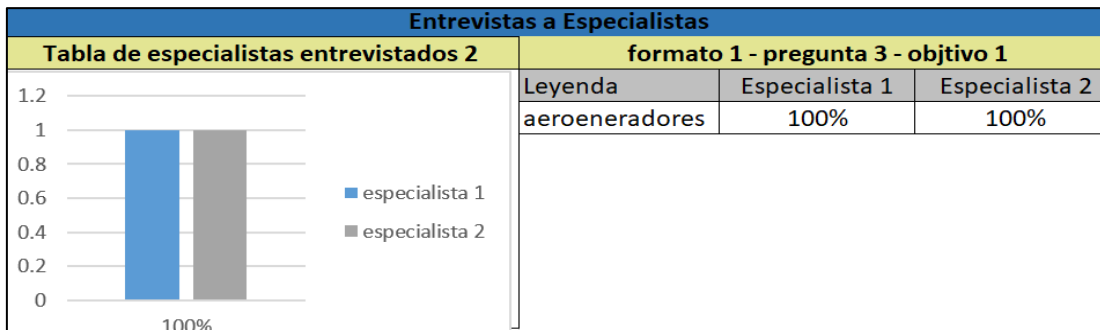 Entrevistas a Especialistas
Tabla de especialistas entrevistados 2
formato 1 - pregunta 3 - objtivo 1
1.2
1
0.8
0.6
0.4
0.2
0
100%
especialista 1
especialista 2
Leyenda Especialista 1 Especialista 2
aeroeneradores 100% 100%